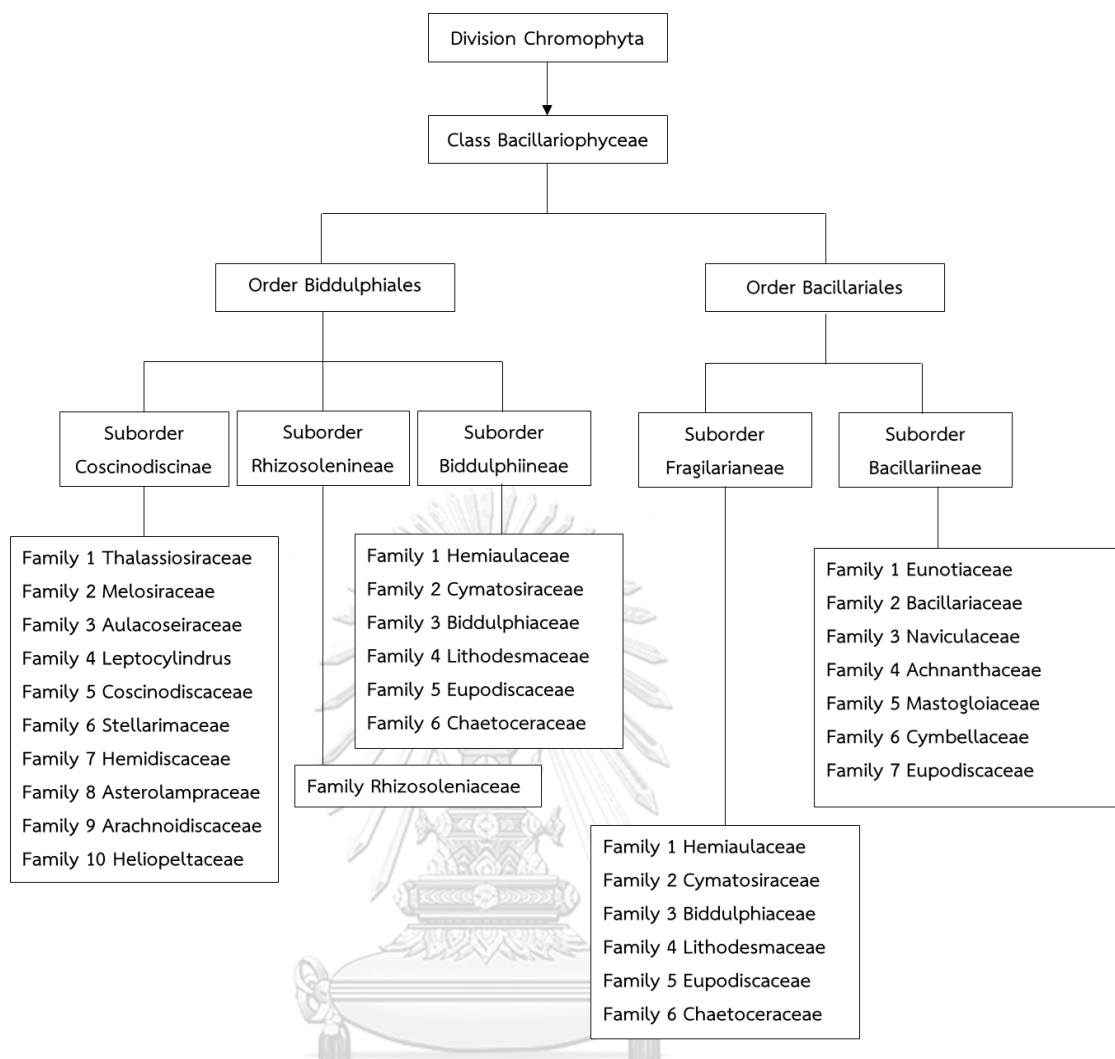 Division Chromophyta
Class Bacillariophyceae
Order Biddulphiales
Order Bacillariales
Suborder
Coscinodiscinae
Suborder
Rhizosolenineae
Suborder
Biddulphiineae
Suborder
Fragilarianeae
Suborder
Bacillariineae
Family 1 Thalassiosiraceae
Family 2 Melosiraceae
Family 3 Aulacoseiraceae
Family 4 Leptocylindrus
Family 5 Coscinodiscaceae
Family 6 Stellarimaceae
Family 7 Hemidiscaceae
Family 8 Asterolampraceae
Family 9 Arachnoidiscaceae
Family 10 Heliopeltaceae
Family Rhizosoleniaceae
Family 1 Hemiaulaceae
Family 2 Cymatosiraceae
Family 3 Biddulphiaceae
Family 4 Lithodesmaceae
Family 5 Eupodiscaceae
Family 6 Chaetoceraceae
Family 1 Hemiaulaceae
Family 2 Cymatosiraceae
Family 3 Biddulphiaceae
Family 4 Lithodesmaceae
Family 5 Eupodiscaceae
Family 6 Chaetoceraceae
Family 1 Eunotiaceae
Family 2 Bacillariaceae
Family 3 Naviculaceae
Family 4 Achnanthaceae
Family 5 Mastogloiaceae
Family 6 Cymbellaceae
Family 7 Eupodiscaceae